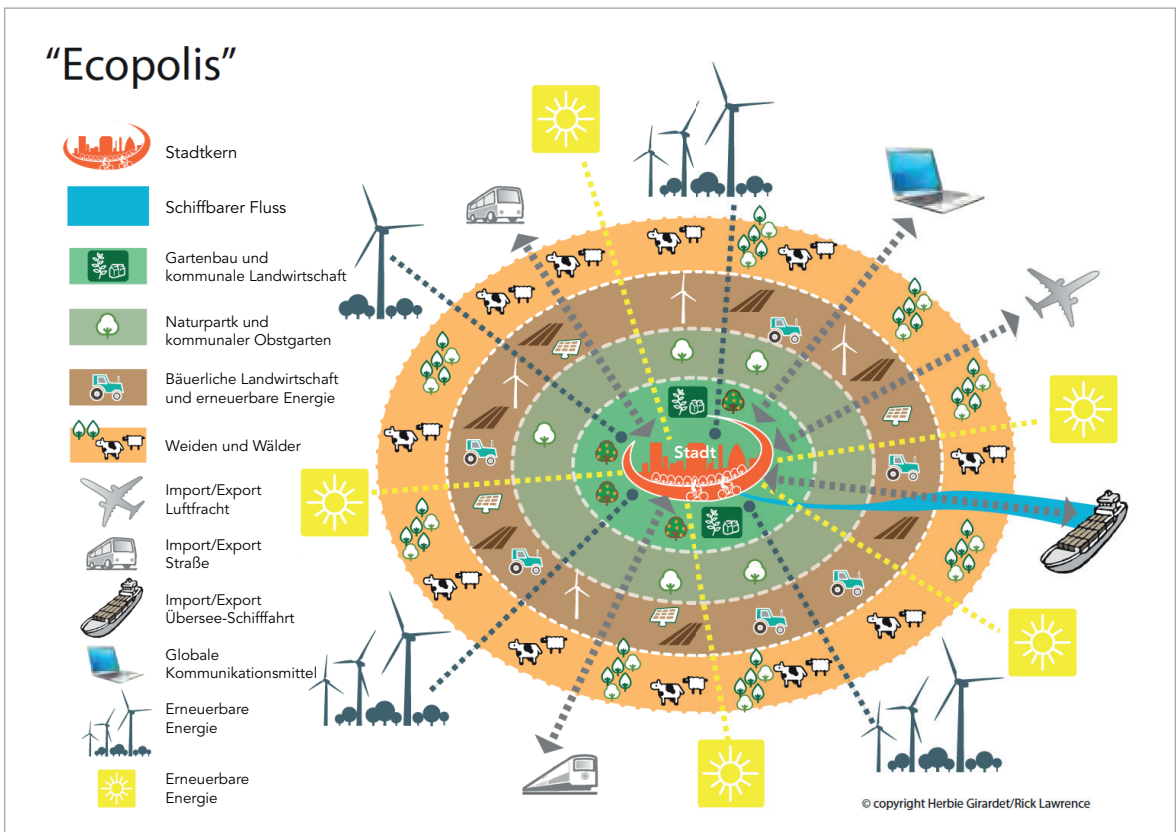 “Ecopolis”
Stadtkern
Schiffbarer Fluss
Gartenbau und
kommunale Landwirtschaft
Naturpartk und
kommunaler Obstgarten
Bäuerliche Landwirtschaft
und erneuerbare Energie
Weiden und Wälder
Import/Export
Luftfracht
Import/Export
Straße
Import/Export
Übersee-Schifffahrt
Globale
Kommunikationsmittel
Erneuerbare
Energie
Erneuerbare
Energie
Stadt
© copyright Herbie Girardet/Rick Lawrence